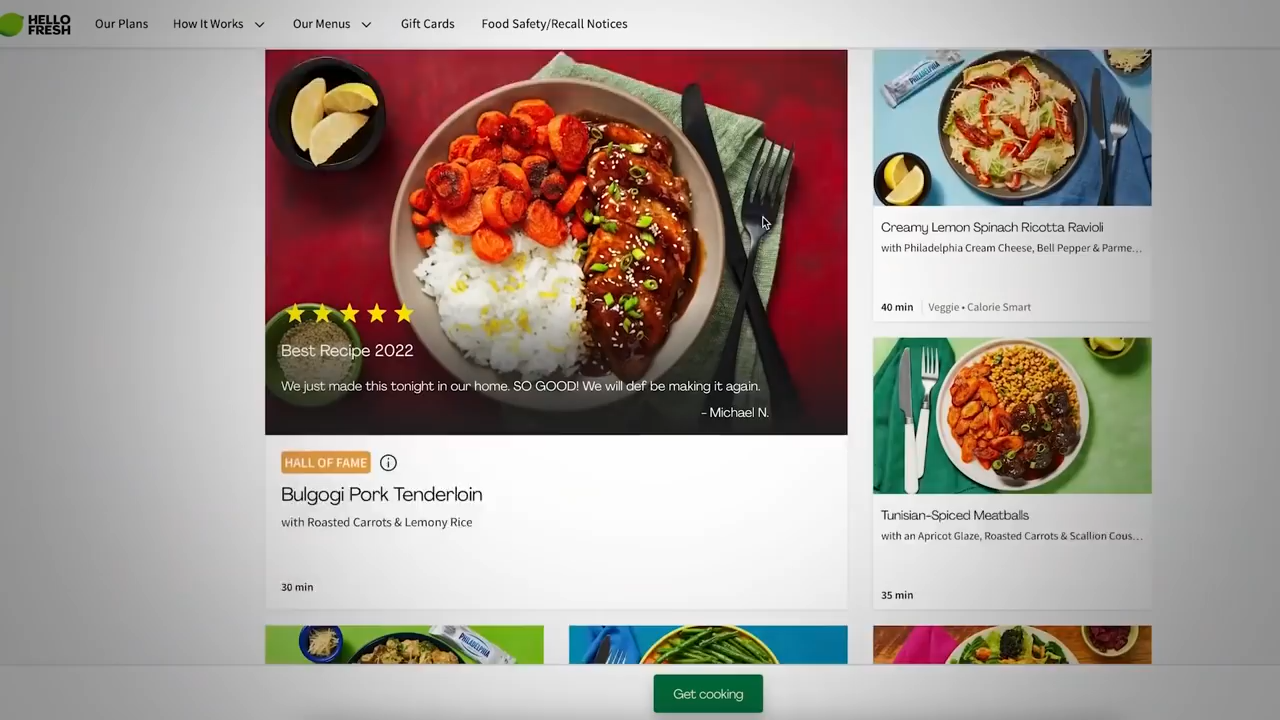 HELLO
FRESH
Our Plans
How It Works
Our Menus
Gift Cards
Food Safety/Recall Notices
Best Recipe 2022
We just made this tonight in our home. SO GOOD! We will def be making it again.
- Michael N.
HALL OF FAME
Bulgogi Pork Tenderloin
with Roasted Carrots & Lemony Rice
30 min
PHILADELPHIA
Creamy Lemon Spinach Ricotta Ravioli
with Philadelphia Cream Cheese, Bell Pepper & Parme...
40 min
Veggie • Calorie Smart
Tunisian-Spiced Meatballs
with an Apricot Glaze, Roasted Carrots & Scallion Cous...
35 min
PHILADELPHIA
Get cooking